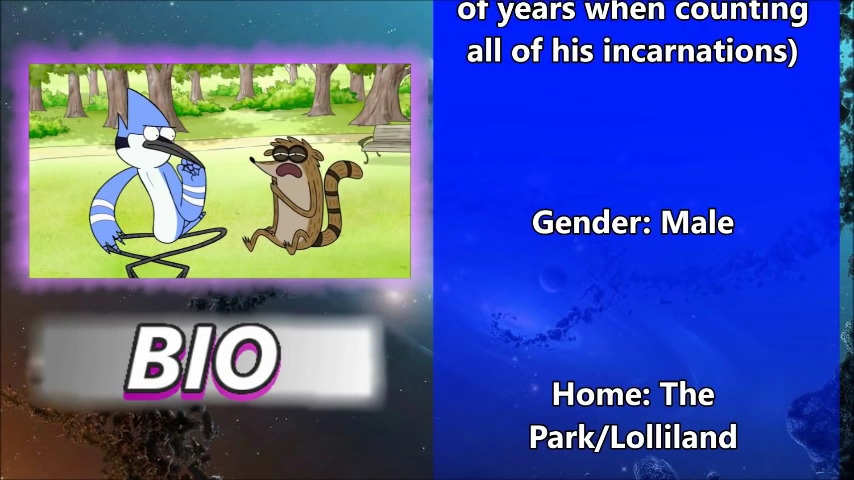 of years when counting
all of his incarnations)
Gender: Male
BIO
Home: The
Park/Lolliland